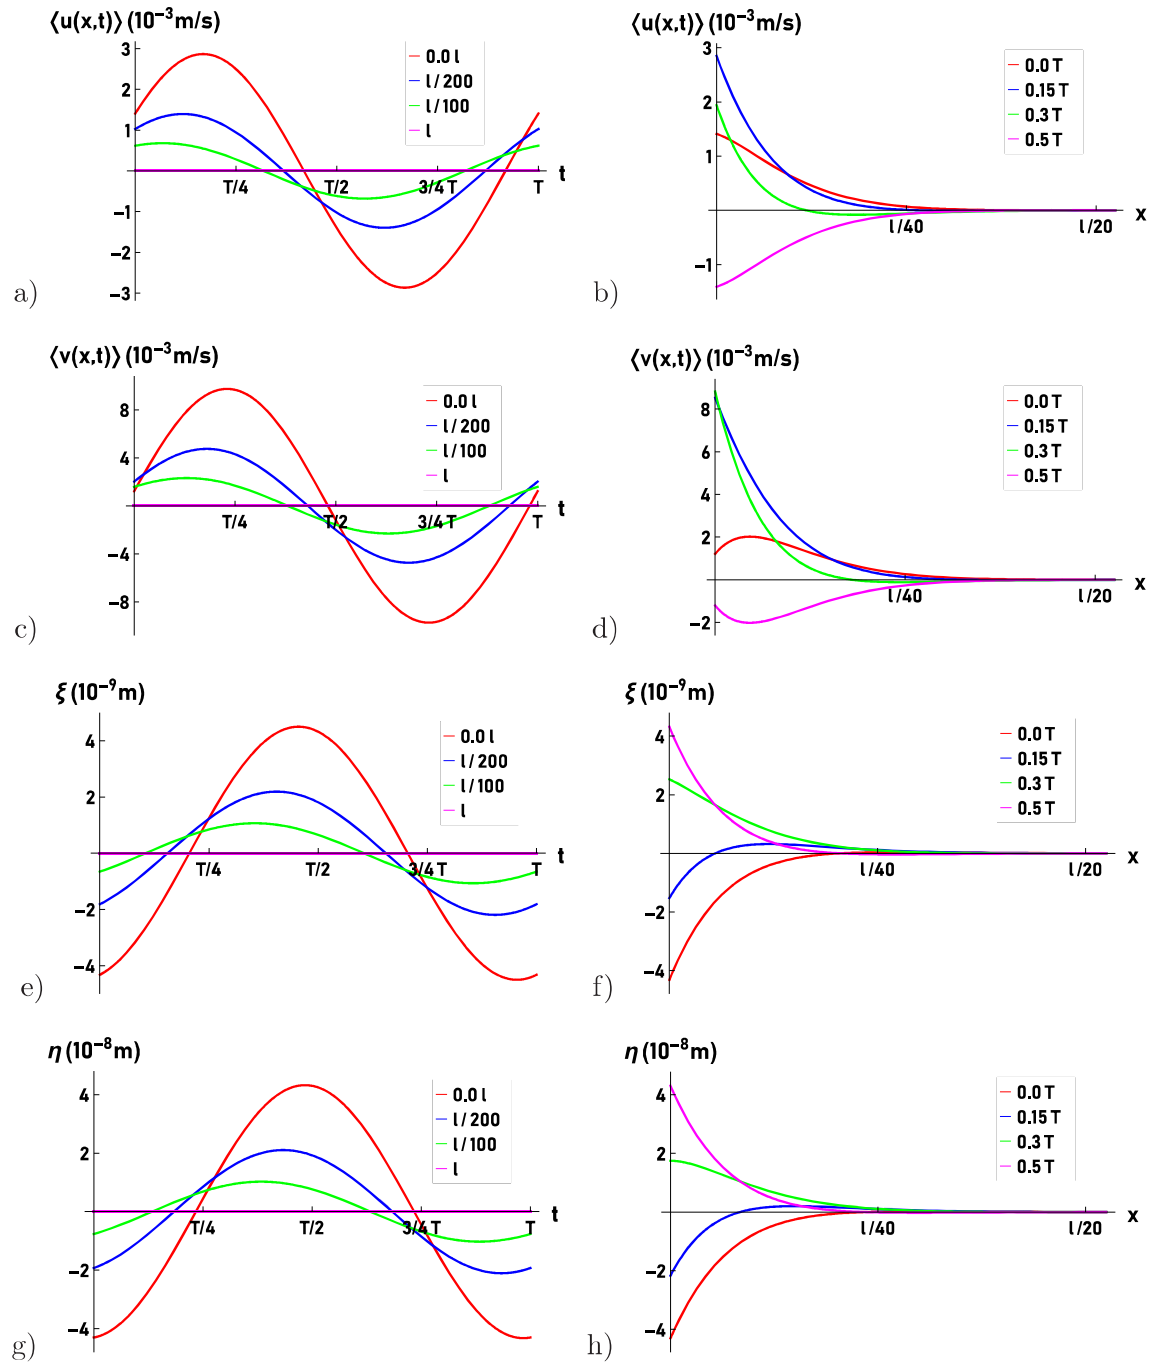 ⟨u(x,t)⟩ (10⁻³m/s)
3
2
1
−1
−2
−3
T/4
T/2
3/4 T
T
t
0.0 l
l / 200
l / 100
l
a)
⟨u(x,t)⟩ (10⁻³m/s)
3
2
1
−1
l /40
l /20
x
0.0 T
0.15 T
0.3 T
0.5 T
b)
⟨v(x,t)⟩ (10⁻³m/s)
8
4
−4
−8
T/4
T/2
3/4 T
T
t
0.0 l
l / 200
l / 100
l
c)
⟨v(x,t)⟩ (10⁻³m/s)
8
6
4
2
−2
l /40
l /20
x
0.0 T
0.15 T
0.3 T
0.5 T
d)
ξ (10⁻⁹m)
4
2
−2
−4
T/4
T/2
3/4 T
T
t
0.0 l
l / 200
l / 100
l
e)
ξ (10⁻⁹m)
4
2
−2
−4
l /40
l /20
x
0.0 T
0.15 T
0.3 T
0.5 T
f)
η (10⁻⁸m)
4
2
−2
−4
T/4
T/2
3/4 T
T
t
0.0 l
l / 200
l / 100
l
g)
η (10⁻⁸m)
4
2
−2
−4
l /40
l /20
x
0.0 T
0.15 T
0.3 T
0.5 T
h)